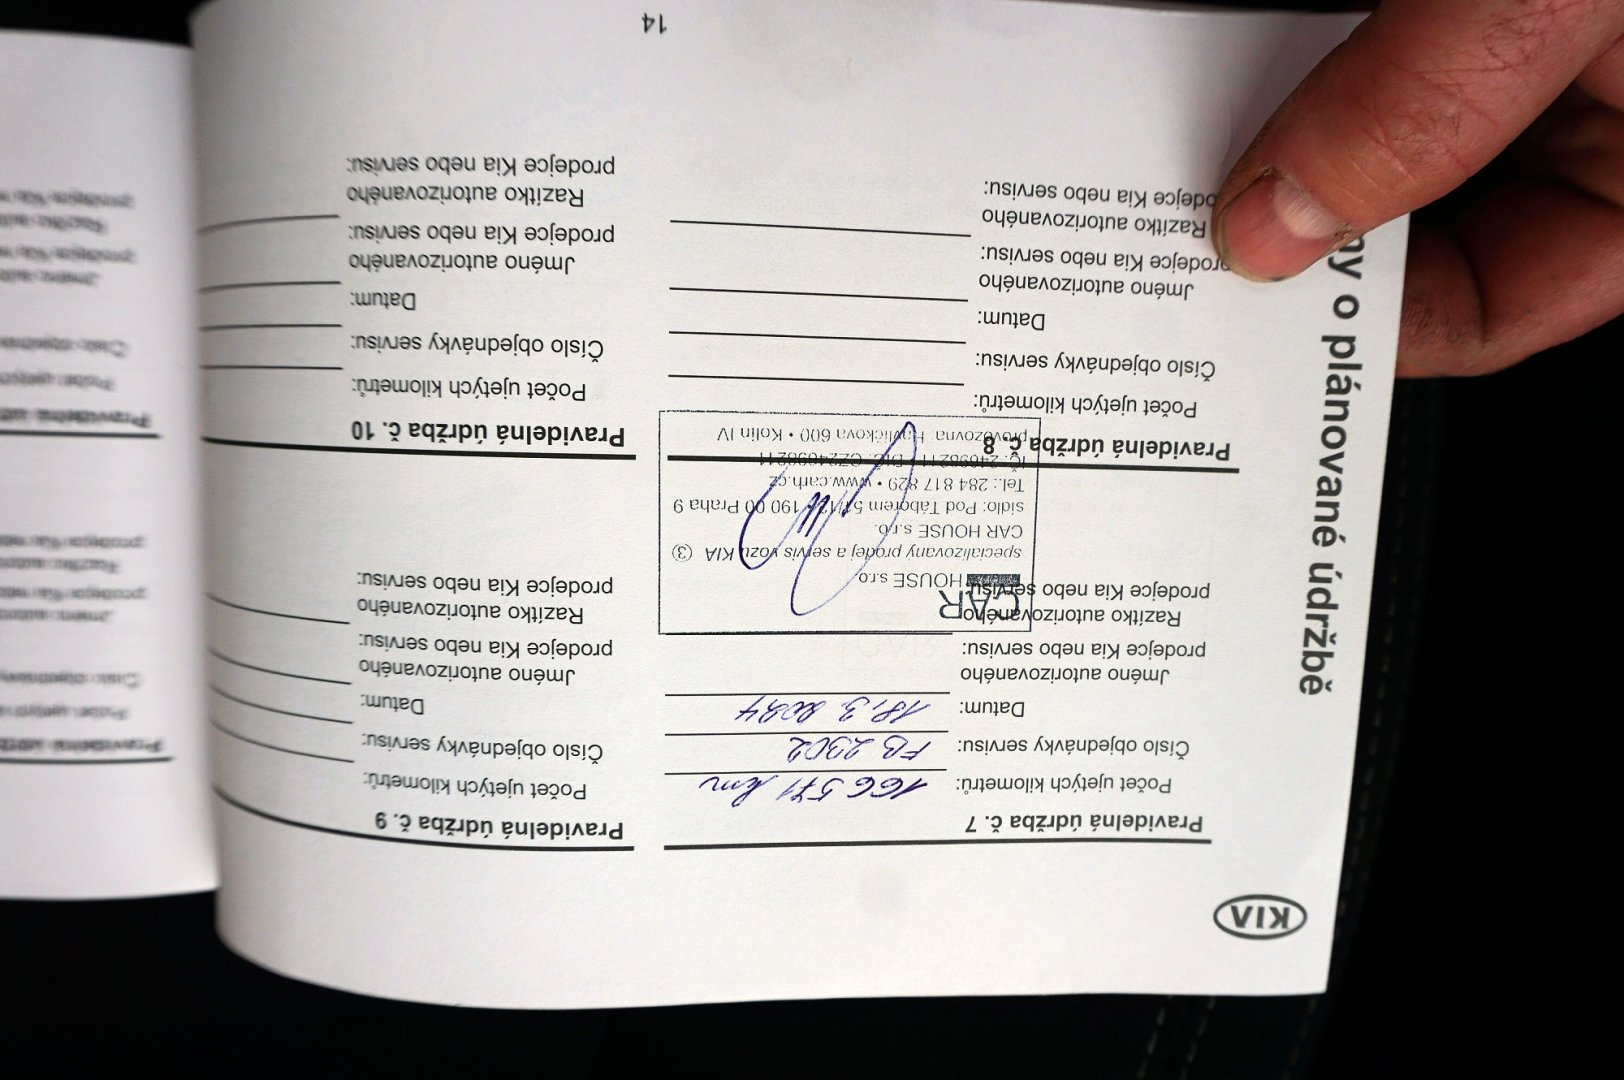 KIA
Záznamy o plánované údržbě
Pravidelná údržba č. 7
Počet ujetých kilometrů: 166 571 km
Číslo objednávky servisu: FB 2302
Datum: 18.3.2024
Jméno autorizovaného
prodejce Kia nebo servisu:
Razítko autorizovaného
prodejce Kia nebo servisu:
CAR
HOUSE s.r.o.
specializovaný prodej a servis vozů KIA ③
CAR HOUSE s.r.o.
sídlo: Pod Táborem 190 00 Praha 9
Tel.: 284 817 829 • www.carh.cz
IČ: 24698211 • DIČ: CZ24698211
provozovna: Havlíčkova 600 • Kolín IV
Pravidelná údržba č. 8
Počet ujetých kilometrů:
Číslo objednávky servisu:
Datum:
Jméno autorizovaného
prodejce Kia nebo servisu:
Razítko autorizovaného
prodejce Kia nebo servisu:
Pravidelná údržba č. 9
Počet ujetých kilometrů:
Číslo objednávky servisu:
Datum:
Jméno autorizovaného
prodejce Kia nebo servisu:
Razítko autorizovaného
prodejce Kia nebo servisu:
Pravidelná údržba č. 10
Počet ujetých kilometrů:
Číslo objednávky servisu:
Datum:
Jméno autorizovaného
prodejce Kia nebo servisu:
Razítko autorizovaného
prodejce Kia nebo servisu:
14